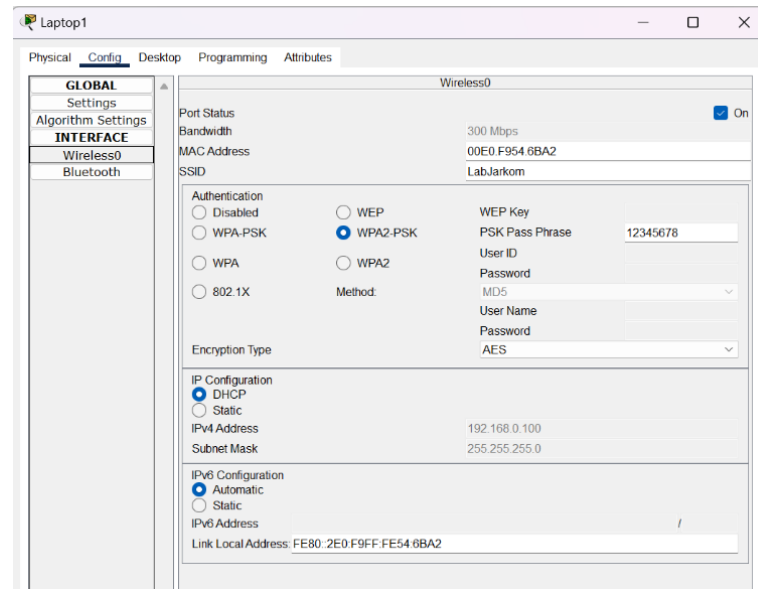 Laptop1
Physical Config Desktop Programming Attributes
GLOBAL
Settings
Algorithm Settings
INTERFACE
Wireless0
Bluetooth
Wireless0
Port Status On
Bandwidth 300 Mbps
MAC Address 00E0.F954.6BA2
SSID LabJarkom
Authentication
Disabled WEP WEP Key
WPA-PSK WPA2-PSK PSK Pass Phrase 12345678
User ID
WPA WPA2
Password
802.1X Method: MD5
User Name
Password
Encryption Type AES
IP Configuration
DHCP
Static
IPv4 Address 192.168.0.100
Subnet Mask 255.255.255.0
IPv6 Configuration
Automatic
Static
IPv6 Address /
Link Local Address: FE80::2E0:F9FF:FE54:6BA2